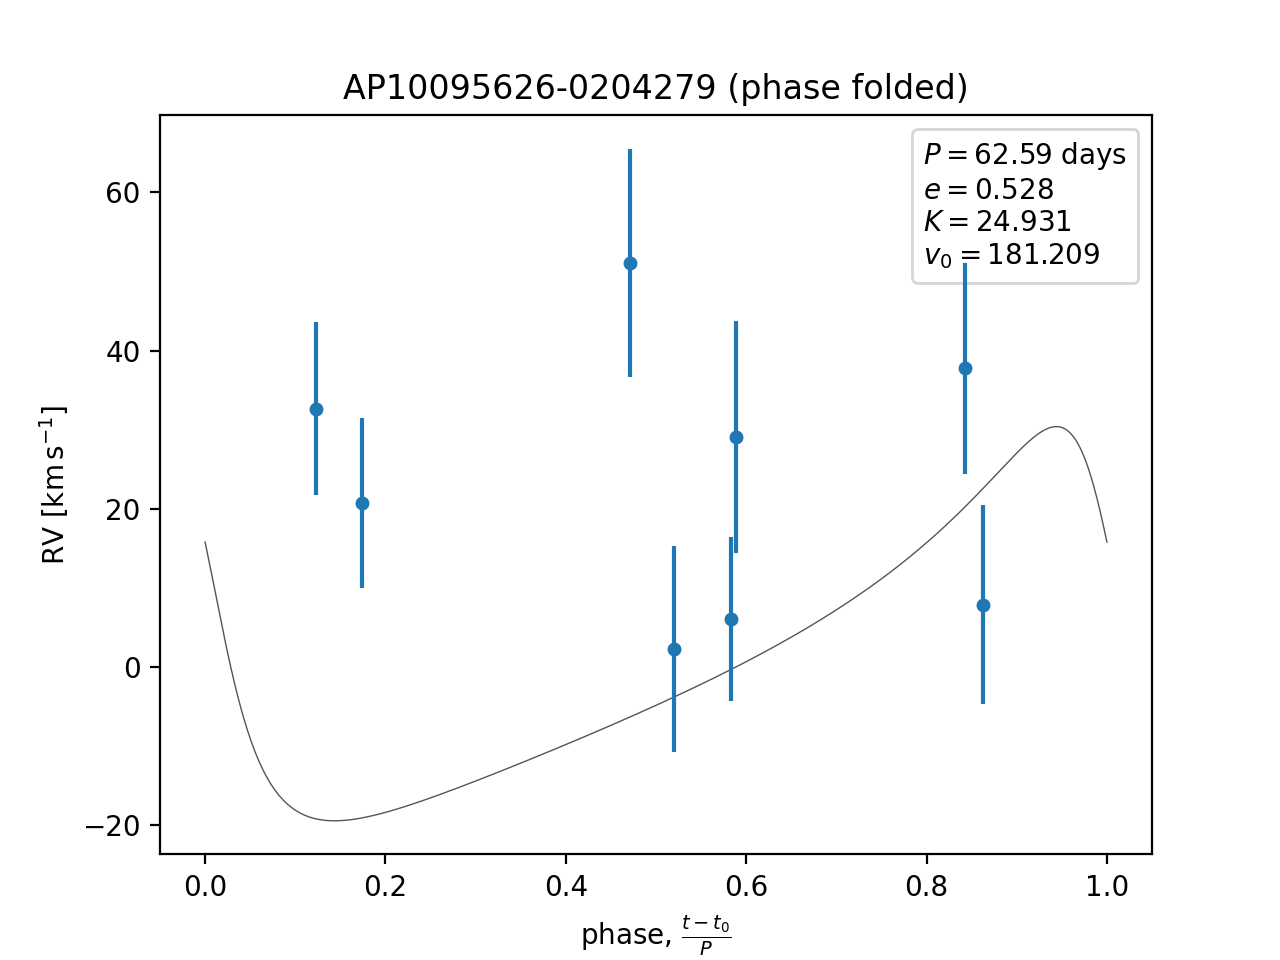 AP10095626-0204279 (phase folded)
P = 62.59 days
e = 0.528
K = 24.931
v₀ = 181.209
RV [km s⁻¹]
60
40
20
0
−20
0.0 0.2 0.4 0.6 0.8 1.0
phase, (t − t₀)/P